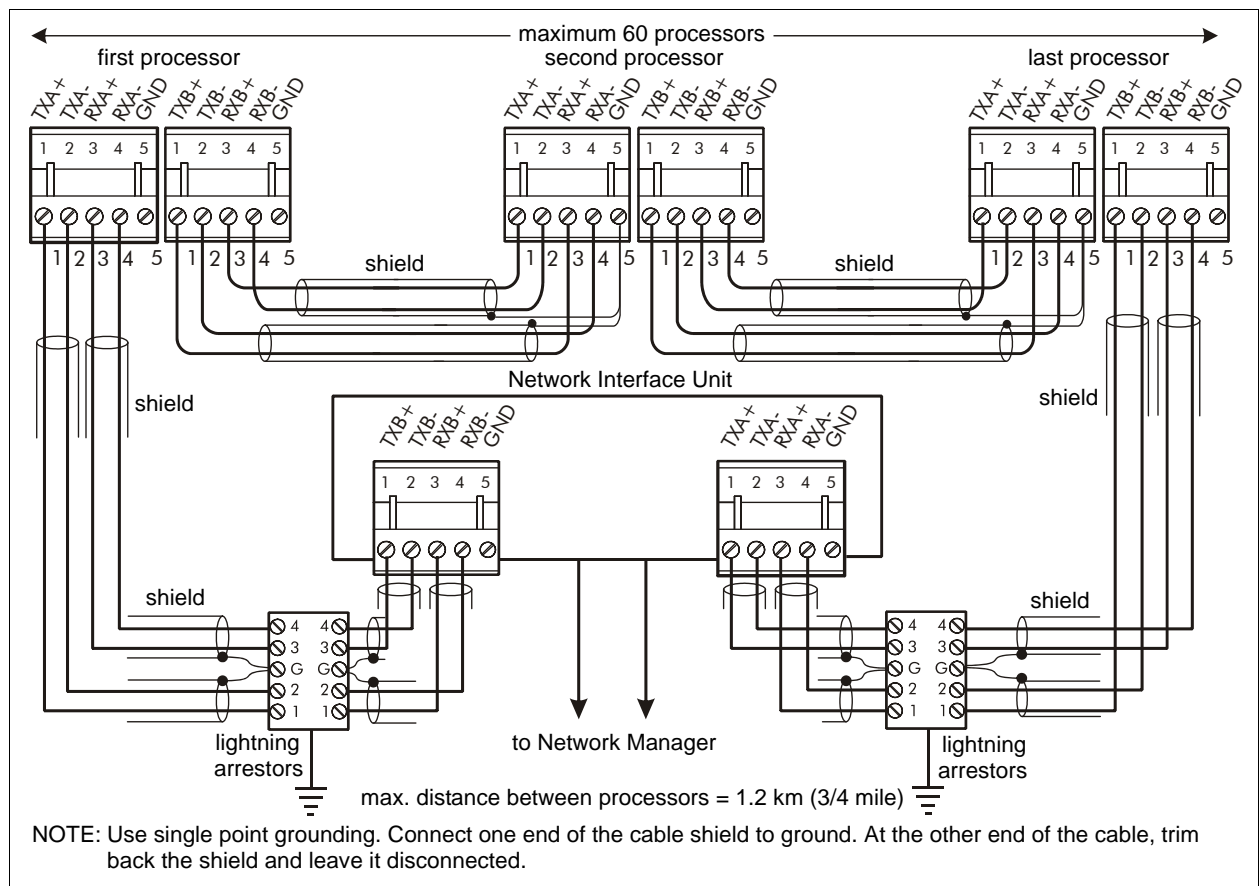 maximum 60 processors
first processor
second processor
last processor
TXA+ TXA- RXA+ RXA- GND
TXB+ TXB- RXB+ RXB- GND
TXA+ TXA- RXA+ RXA- GND
TXB+ TXB- RXB+ RXB- GND
TXA+ TXA- RXA+ RXA- GND
TXB+ TXB- RXB+ RXB- GND
1 2 3 4 5
1 2 3 4 5
1 2 3 4 5
1 2 3 4 5
1 2 3 4 5
1 2 3 4 5
1 2 3 4 5
1 2 3 4 5
1 2 3 4 5
1 2 3 4 5
1 2 3 4 5
1 2 3 4 5
shield
shield
Network Interface Unit
shield
shield
TXB+ TXB- RXB+ RXB- GND
TXA+ TXA- RXA+ RXA- GND
1 2 3 4 5
1 2 3 4 5
shield
shield
4 4
3 3
G G
2 2
1 1
4 4
3 3
G G
2 2
1 1
lightning
arrestors
to Network Manager
lightning
arrestors
max. distance between processors = 1.2 km (3/4 mile)
NOTE: Use single point grounding. Connect one end of the cable shield to ground. At the other end of the cable, trim
back the shield and leave it disconnected.